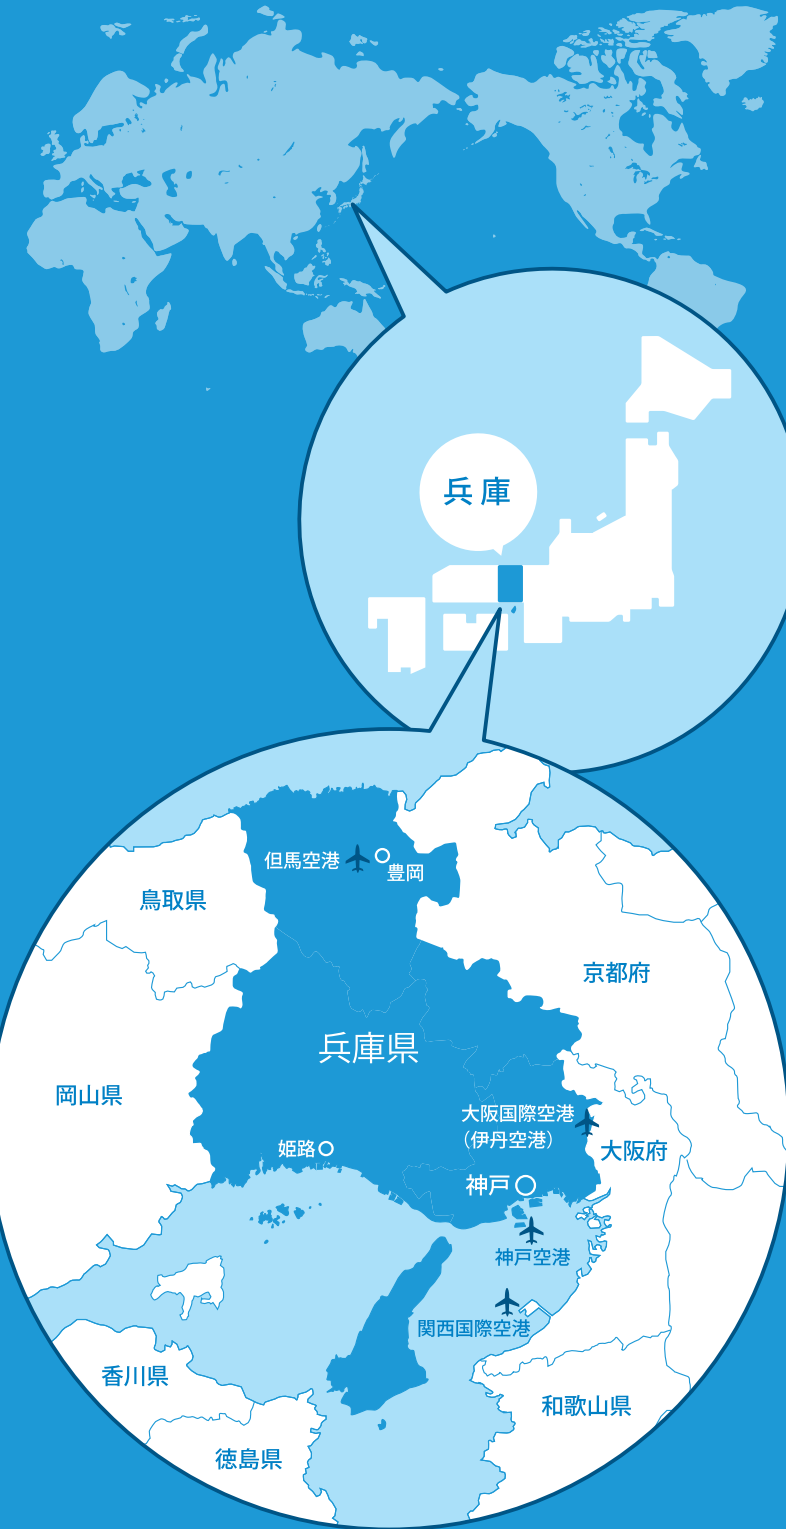 兵庫
但馬空港
豊岡
鳥取県
京都府
兵庫県
岡山県
大阪国際空港
（伊丹空港）
大阪府
姫路
神戸
神戸空港
関西国際空港
香川県
和歌山県
徳島県